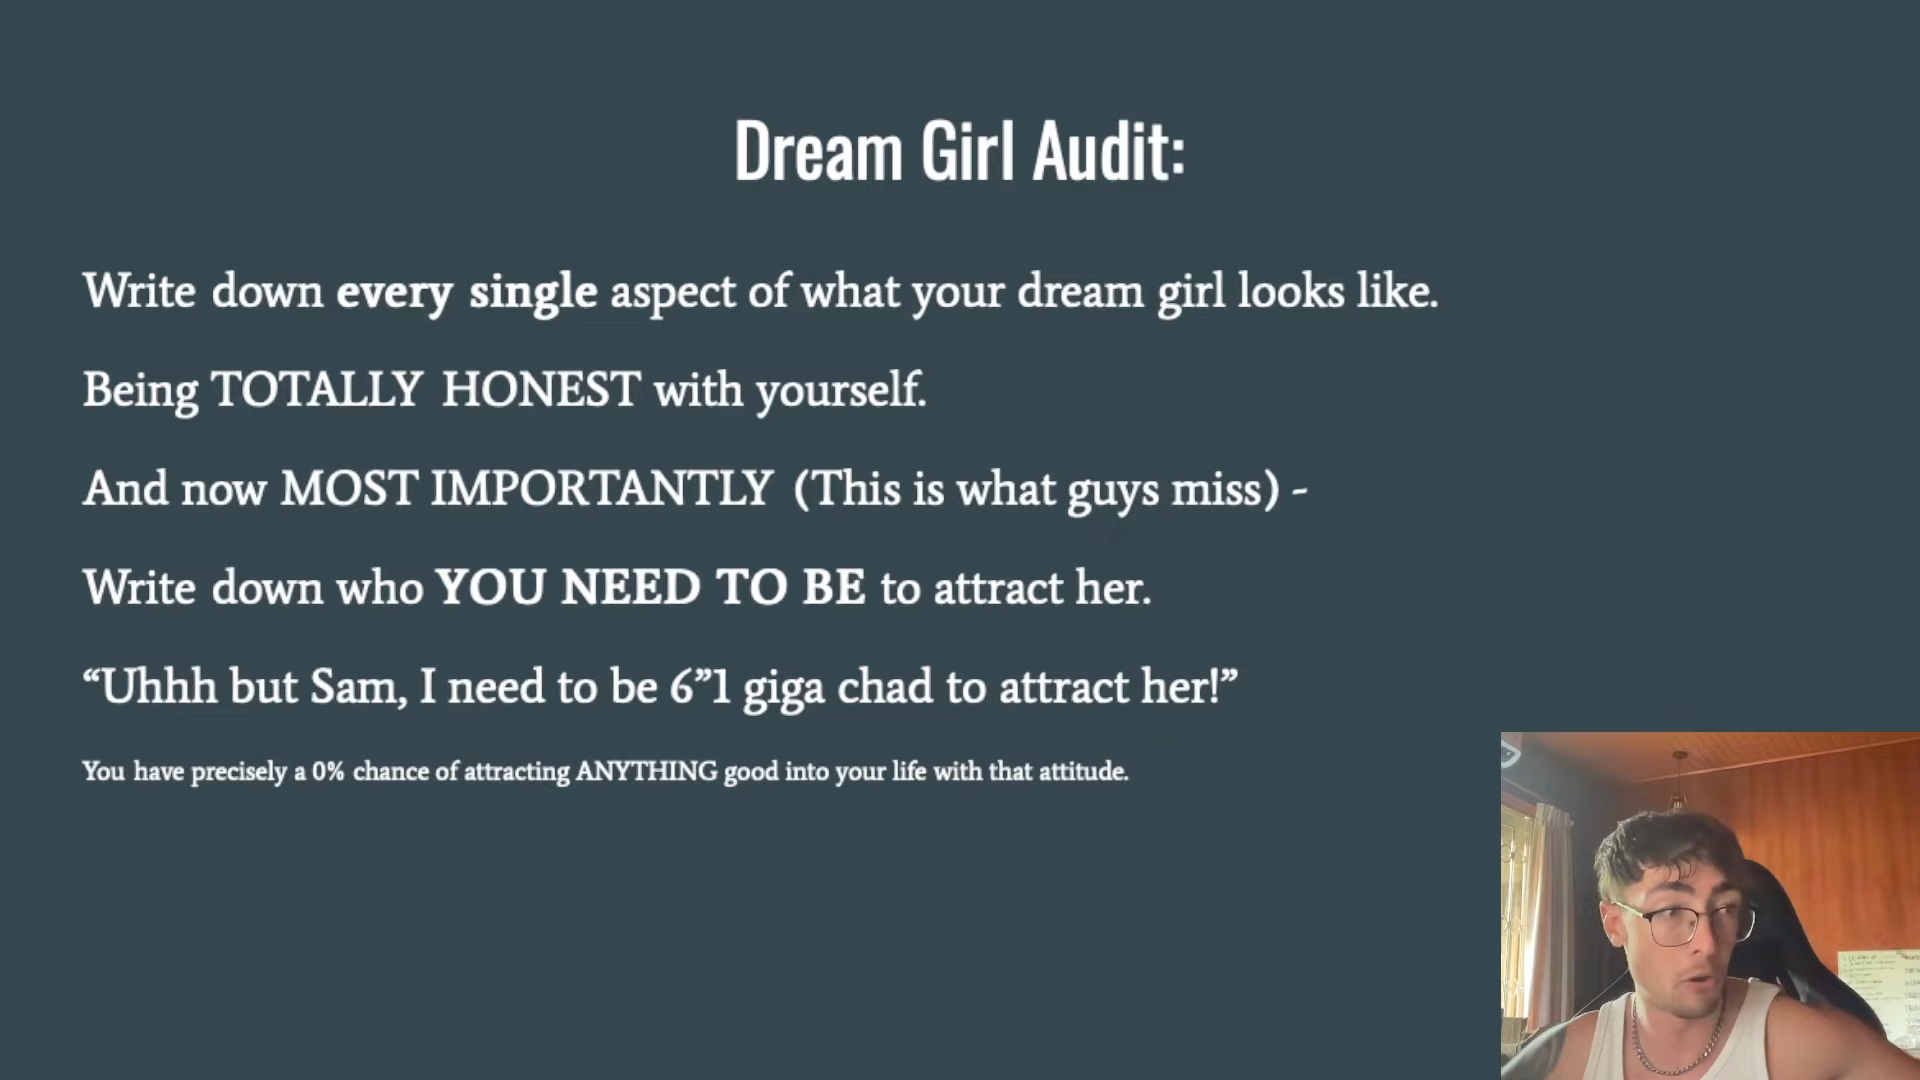 Dream Girl Audit:
Write down every single aspect of what your dream girl looks like.
Being TOTALLY HONEST with yourself.
And now MOST IMPORTANTLY (This is what guys miss) -
Write down who YOU NEED TO BE to attract her.
“Uhhh but Sam, I need to be 6”1 giga chad to attract her!”
You have precisely a 0% chance of attracting ANYTHING good into your life with that attitude.